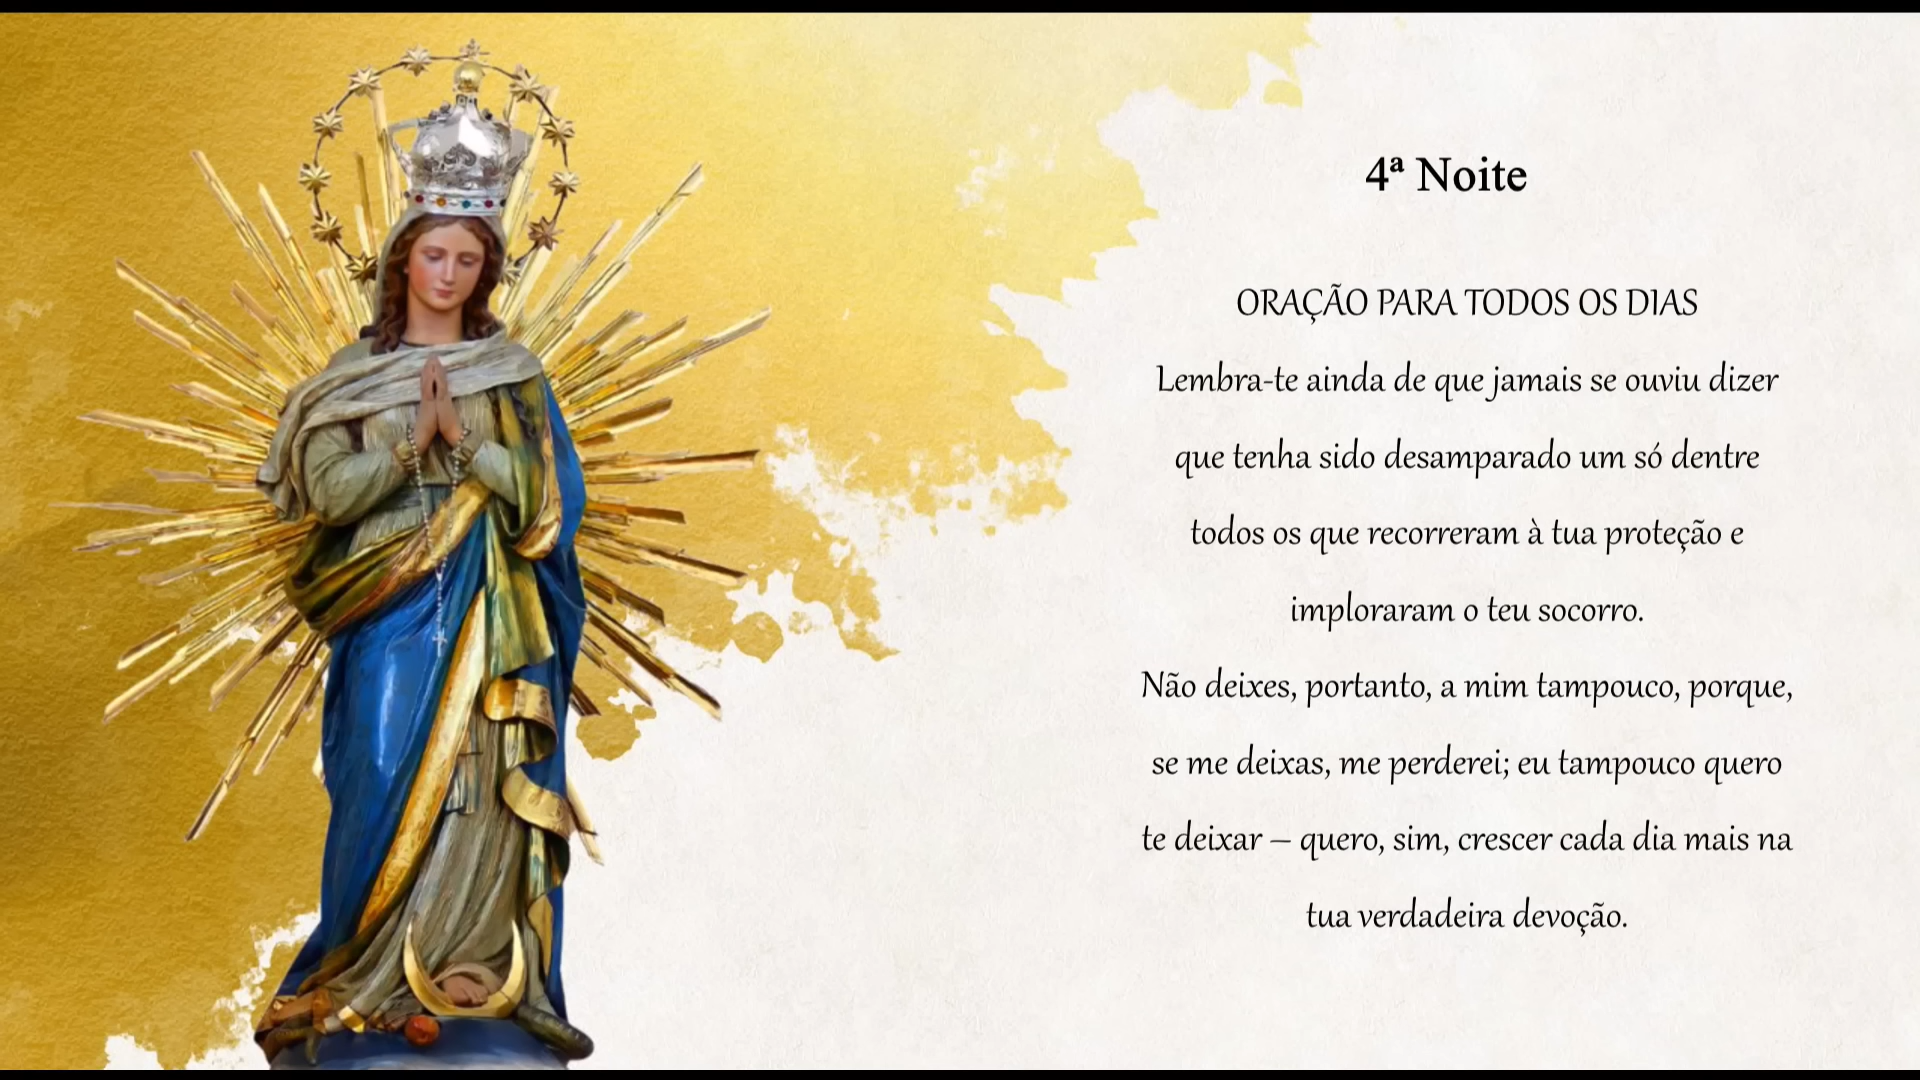 4ª Noite
ORAÇÃO PARA TODOS OS DIAS
Lembra-te ainda de que jamais se ouviu dizer
que tenha sido desamparado um só dentre
todos os que recorreram à tua proteção e
imploraram o teu socorro.
Não deixes, portanto, a mim tampouco, porque,
se me deixas, me perderei; eu tampouco quero
te deixar – quero, sim, crescer cada dia mais na
tua verdadeira devoção.